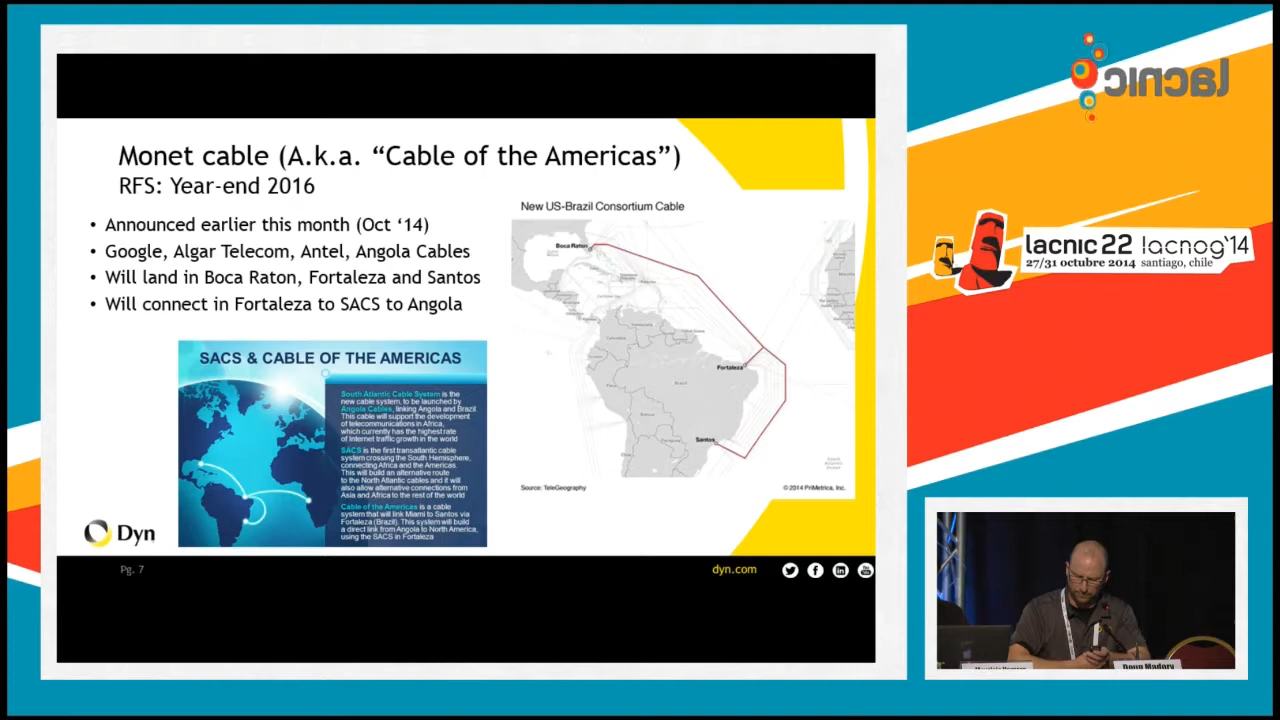 Monet cable (A.k.a. “Cable of the Americas”)
RFS: Year-end 2016
• Announced earlier this month (Oct ‘14)
• Google, Algar Telecom, Antel, Angola Cables
• Will land in Boca Raton, Fortaleza and Santos
• Will connect in Fortaleza to SACS to Angola
New US-Brazil Consortium Cable
Boca Raton
Fortaleza
Santos
Source: TeleGeography
© 2014 PriMetrica, Inc.
SACS & CABLE OF THE AMERICAS
South Atlantic Cable System is the
new cable system, to be launched by
Angola Cables, linking Angola and Brazil.
This cable will support the development
of telecommunications in Africa,
which currently has the highest rate
of Internet traffic growth in the world
SACS is the first transatlantic cable
system crossing the South Hemisphere,
connecting Africa and the Americas.
This will build an alternative route
to the North Atlantic cables and it will
also allow alternative connections from
Asia and Africa to the rest of the world
Cable of the Americas is a cable
system that will link Miami to Santos via
Fortaleza (Brazil). This system will build
a direct link from Angola to North America,
using the SACS in Fortaleza
Dyn
Pg. 7
dyn.com
lacnic
lacnic 22 lacnog'14
27/31 octubre 2014 santiago, chile
Doug Madory